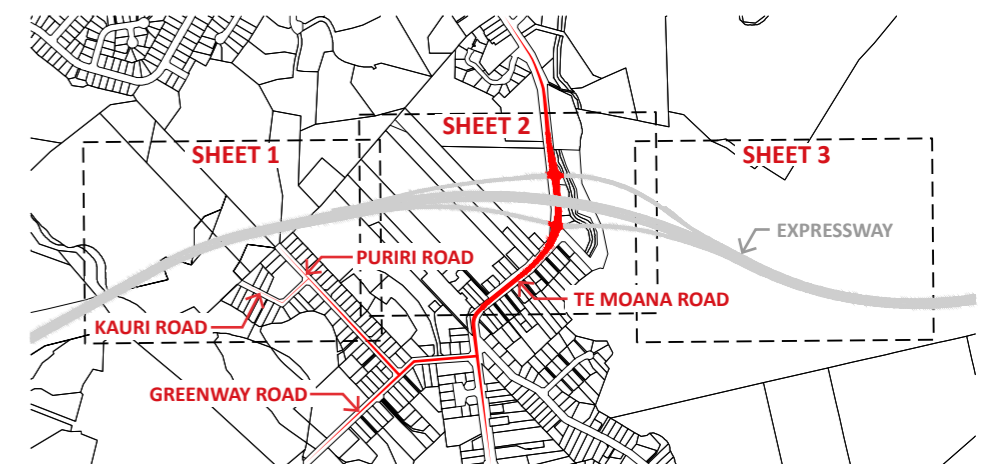 SHEET 2
SHEET 1
SHEET 3
EXPRESSWAY
PURIRI ROAD
TE MOANA ROAD
KAURI ROAD
GREENWAY ROAD